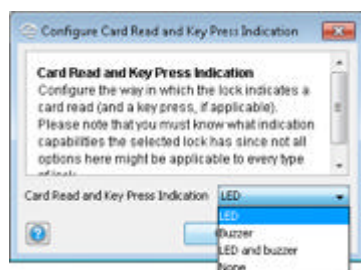 Configure Card Read and Key Press Indication
Card Read and Key Press Indication
Configure the way in which the lock indicates a
card read (and a key press, if applicable).
Please note that you must know what indication
capabilities the selected lock has since not all
options here might be applicable to every type
of lock.
Card Read and Key Press Indication LED
LED
Buzzer
LED and buzzer
None